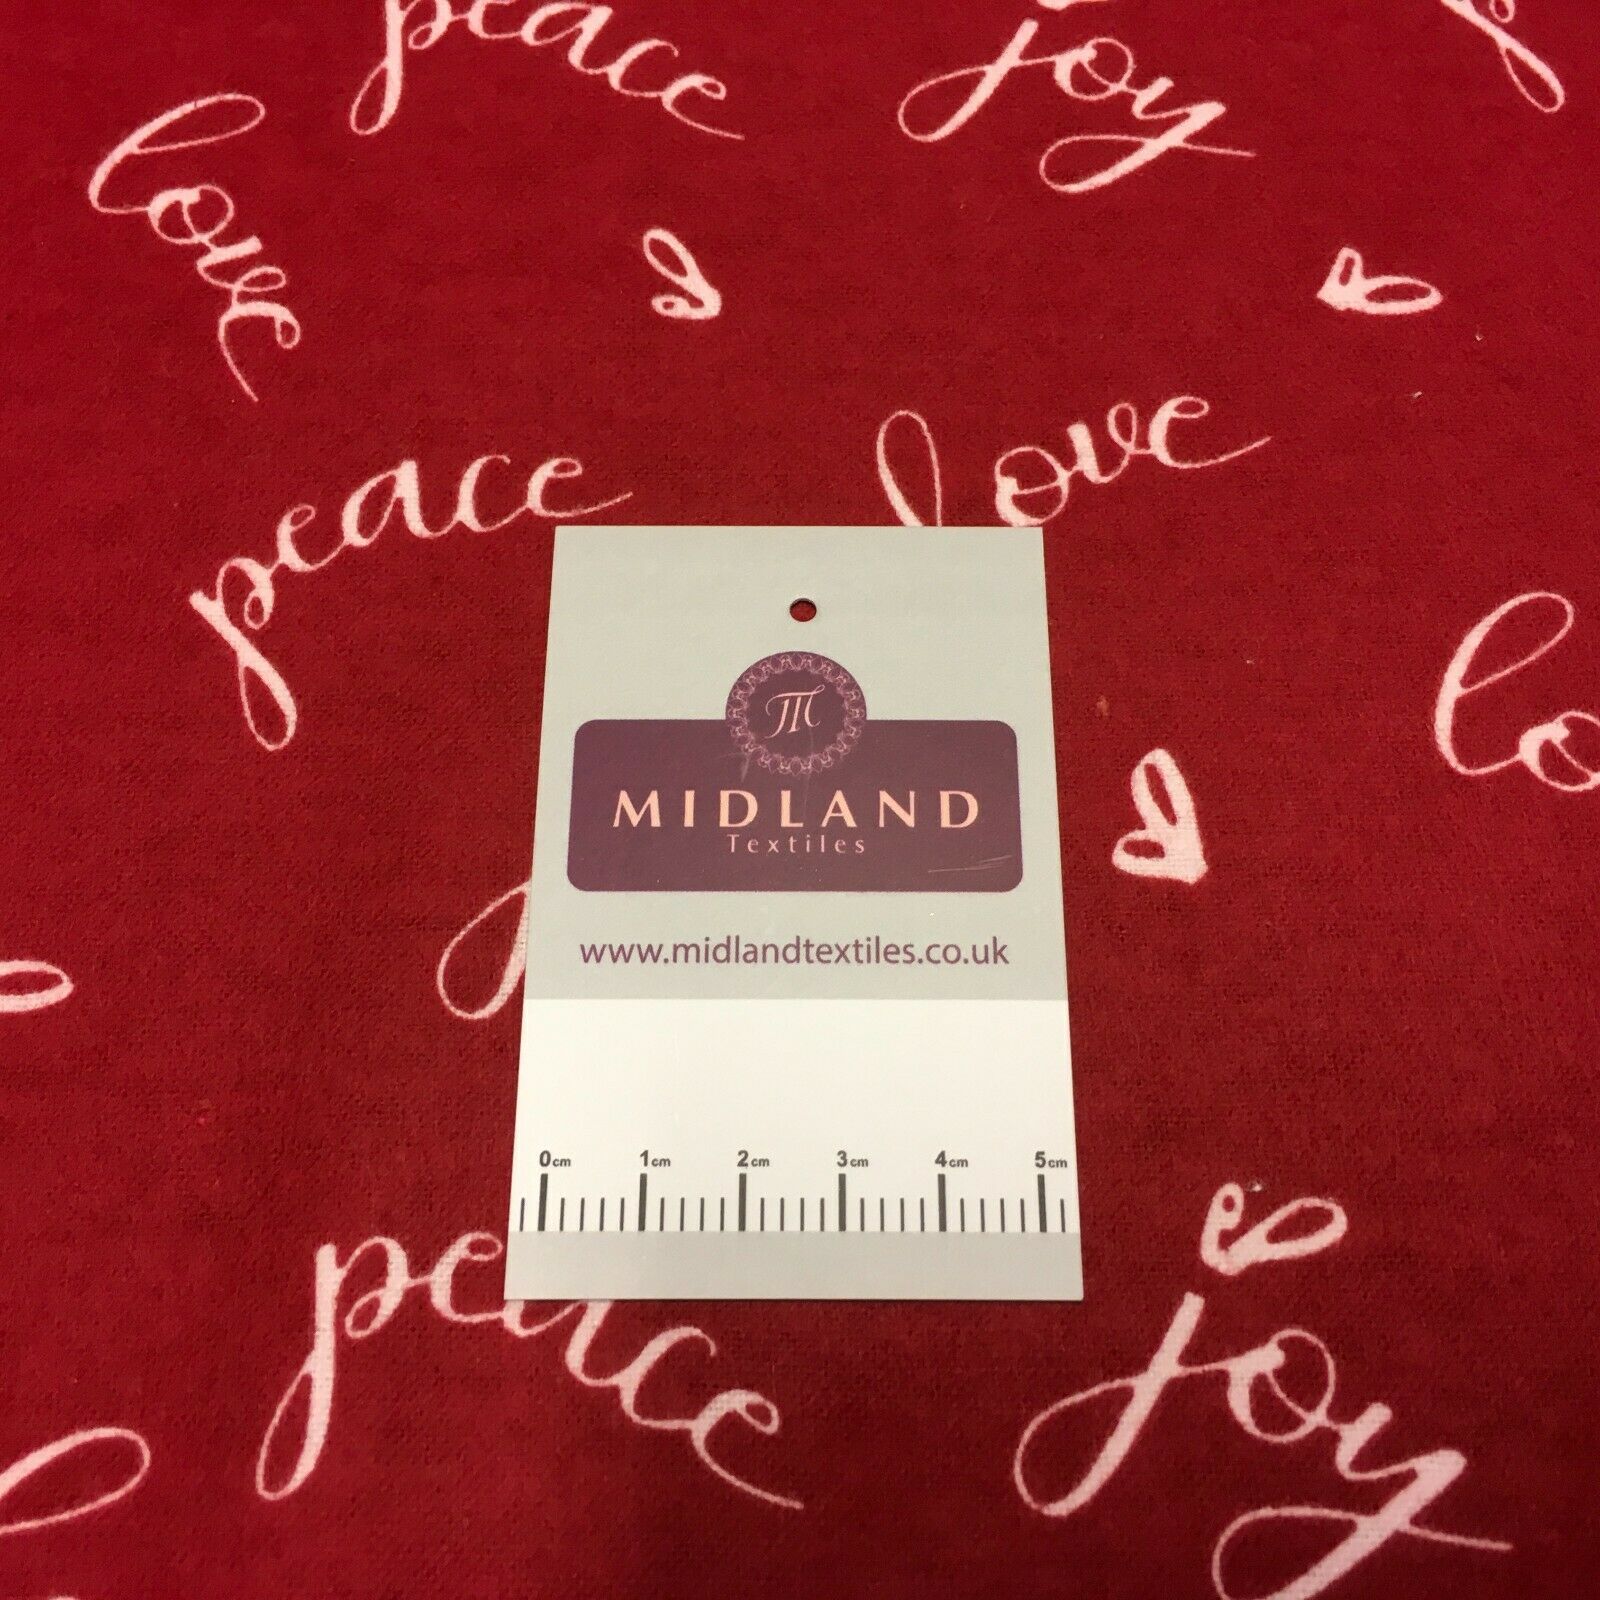 peace
joy
love
peace
love
lo
M
MIDLAND
Textiles
www.midlandtextiles.co.uk
0cm 1cm 2cm 3cm 4cm 5cm
peace
joy